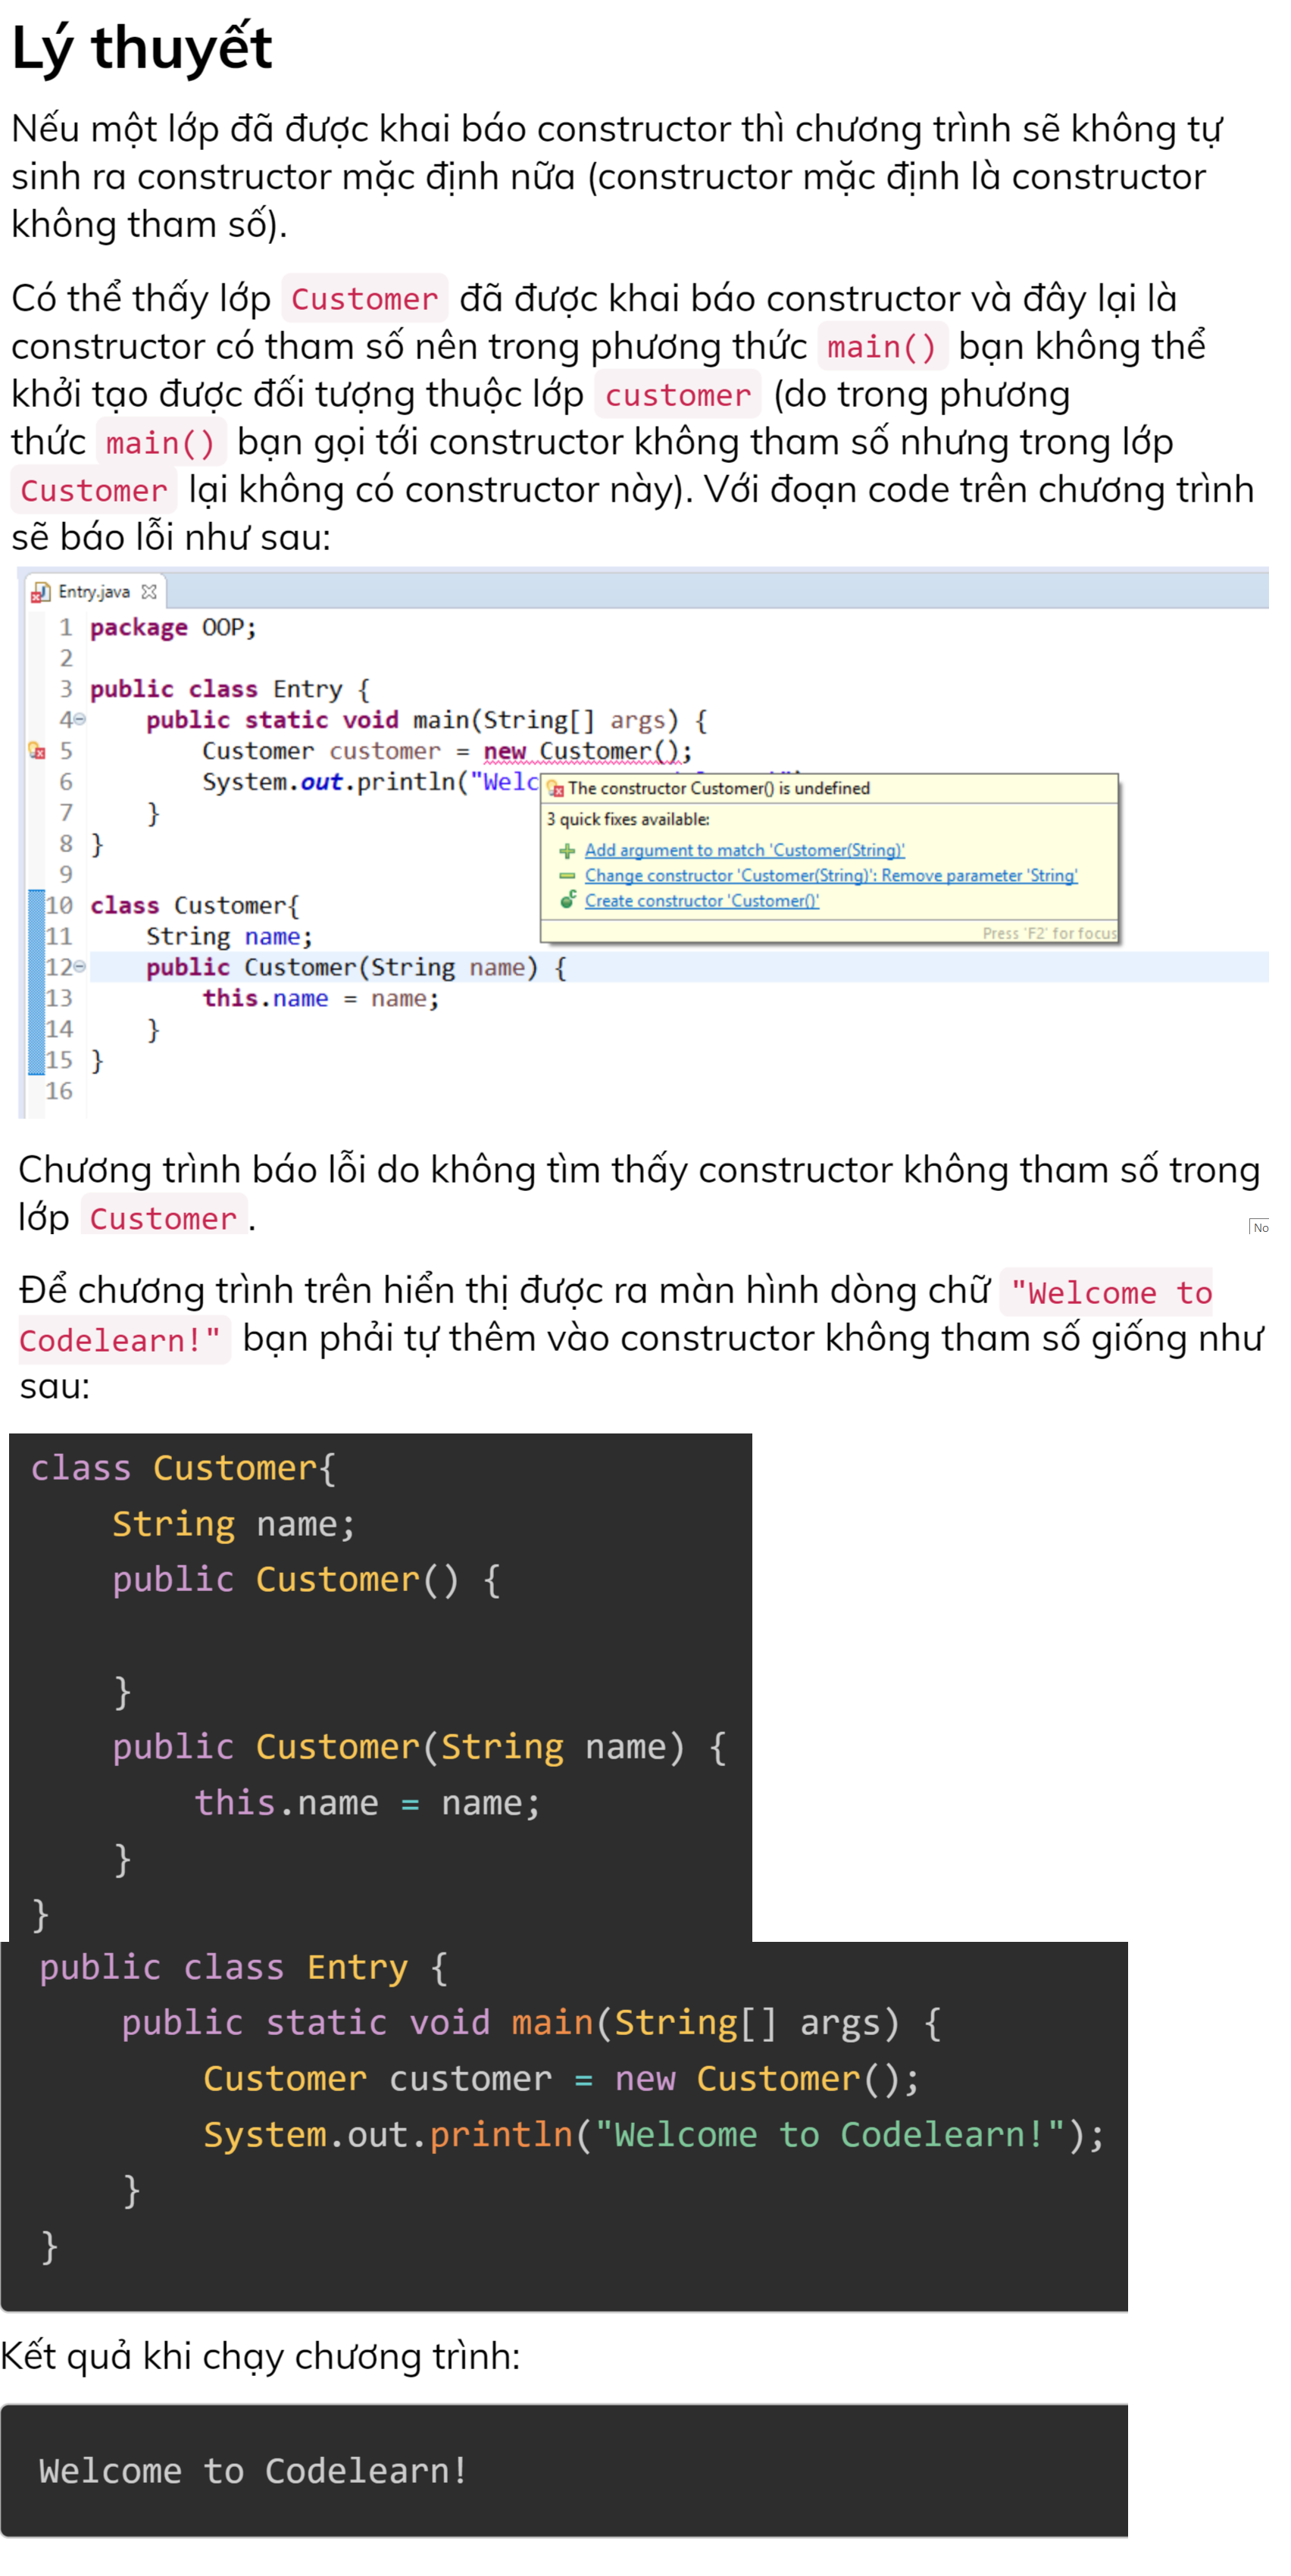 Lý thuyết
Nếu một lớp đã được khai báo constructor thì chương trình sẽ không tự
sinh ra constructor mặc định nữa (constructor mặc định là constructor
không tham số).
Có thể thấy lớp Customer đã được khai báo constructor và đây lại là
constructor có tham số nên trong phương thức main() bạn không thể
khởi tạo được đối tượng thuộc lớp customer (do trong phương
thức main() bạn gọi tới constructor không tham số nhưng trong lớp
Customer lại không có constructor này). Với đoạn code trên chương trình
sẽ báo lỗi như sau:
Entry.java
1 package OOP;
2
3 public class Entry {
4 public static void main(String[] args) {
5 Customer customer = new Customer();
6 System.out.println("Welc
The constructor Customer() is undefined
7 }
3 quick fixes available:
8 }
Add argument to match 'Customer(String)'
9
Change constructor 'Customer(String)': Remove parameter 'String'
10 class Customer{
Create constructor 'Customer()'
11 String name;
Press 'F2' for focus
12 public Customer(String name) {
13 this.name = name;
14 }
15 }
16
Chương trình báo lỗi do không tìm thấy constructor không tham số trong
lớp Customer.
No
Để chương trình trên hiển thị được ra màn hình dòng chữ "Welcome to
Codelearn!" bạn phải tự thêm vào constructor không tham số giống như
sau:
class Customer{
String name;
public Customer() {
}
public Customer(String name) {
this.name = name;
}
}
public class Entry {
public static void main(String[] args) {
Customer customer = new Customer();
System.out.println("Welcome to Codelearn!");
}
}
Kết quả khi chạy chương trình:
Welcome to Codelearn!